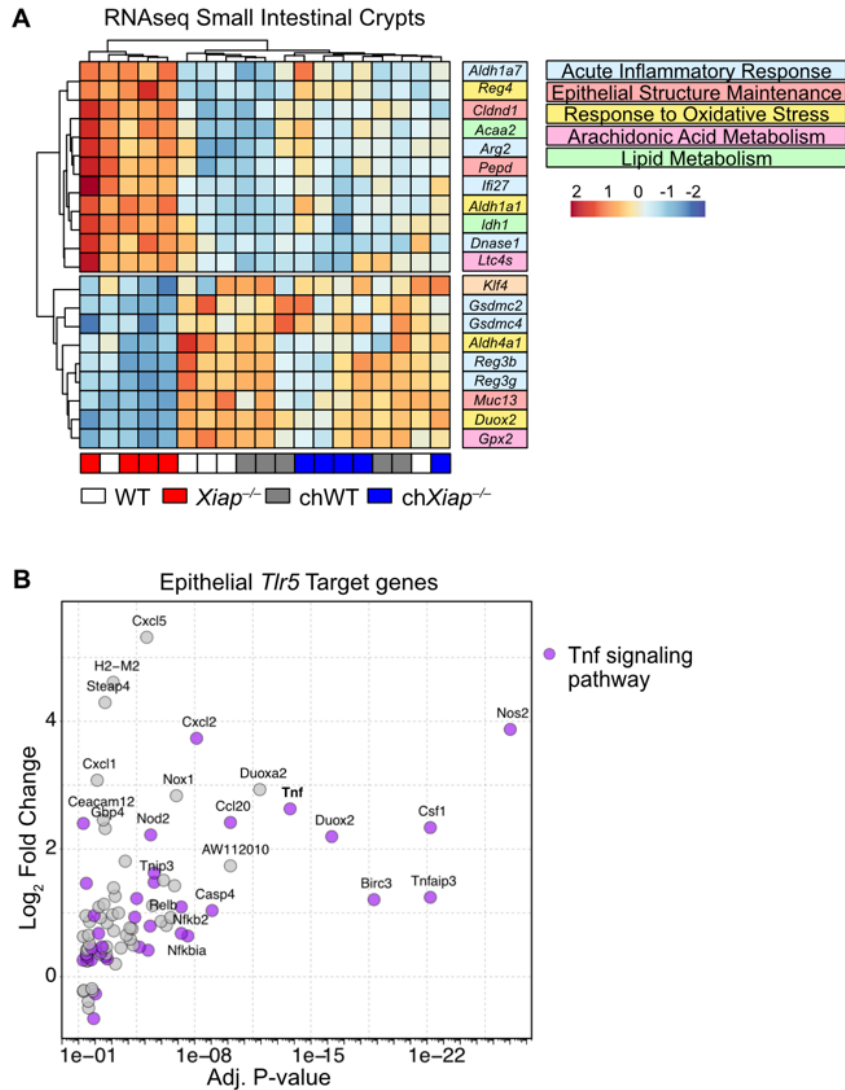 A
RNAseq Small Intestinal Crypts
Aldh1a7
Reg4
Cldnd1
Acaa2
Arg2
Pepd
Ifi27
Aldh1a1
Idh1
Dnase1
Ltc4s
Klf4
Gsdmc2
Gsdmc4
Aldh4a1
Reg3b
Reg3g
Muc13
Duox2
Gpx2
Acute Inflammatory Response
Epithelial Structure Maintenance
Response to Oxidative Stress
Arachidonic Acid Metabolism
Lipid Metabolism
2 1 0 -1 -2
WT Xiap–/– chWT chXiap–/–
B
Epithelial Tlr5 Target genes
Cxcl5
H2−M2
Steap4
Cxcl2
Nos2
Cxcl1
Nox1
Duoxa2
Tnf
Ceacam12
Gbp4
Nod2
Ccl20
Duox2
Csf1
AW112010
Tnip3
Casp4
Birc3
Tnfaip3
Relb
Nfkb2
Nfkbia
Tnf signaling
pathway
4
2
0
Log2 Fold Change
1e−01 1e−08 1e−15 1e−22
Adj. P-value